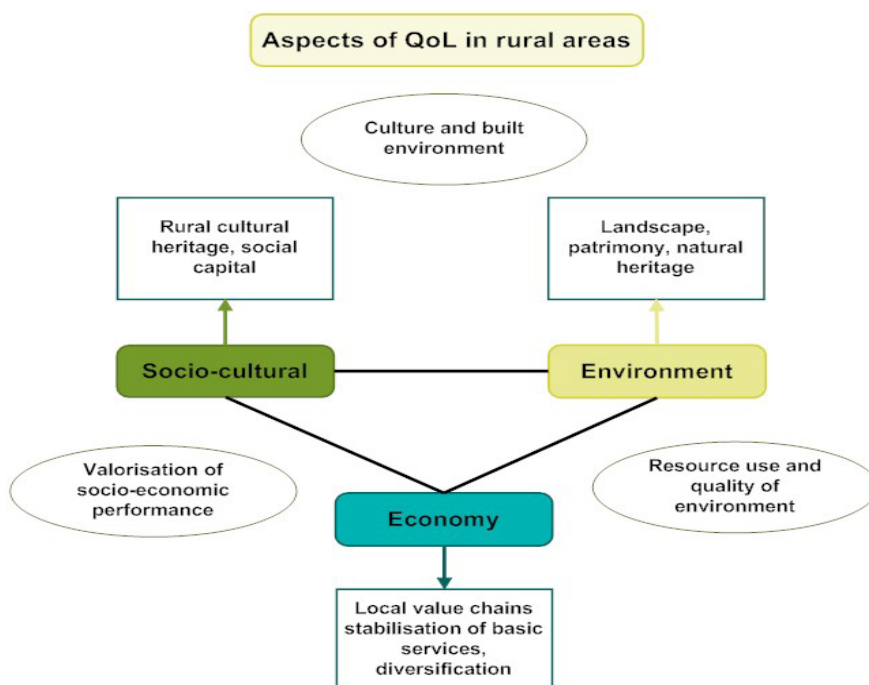 Aspects of QoL in rural areas
Culture and built
environment
Rural cultural
heritage, social
capital
Landscape,
patrimony, natural
heritage
Socio-cultural
Environment
Valorisation of
socio-economic
performance
Resource use and
quality of
environment
Economy
Local value chains
stabilisation of basic
services,
diversification